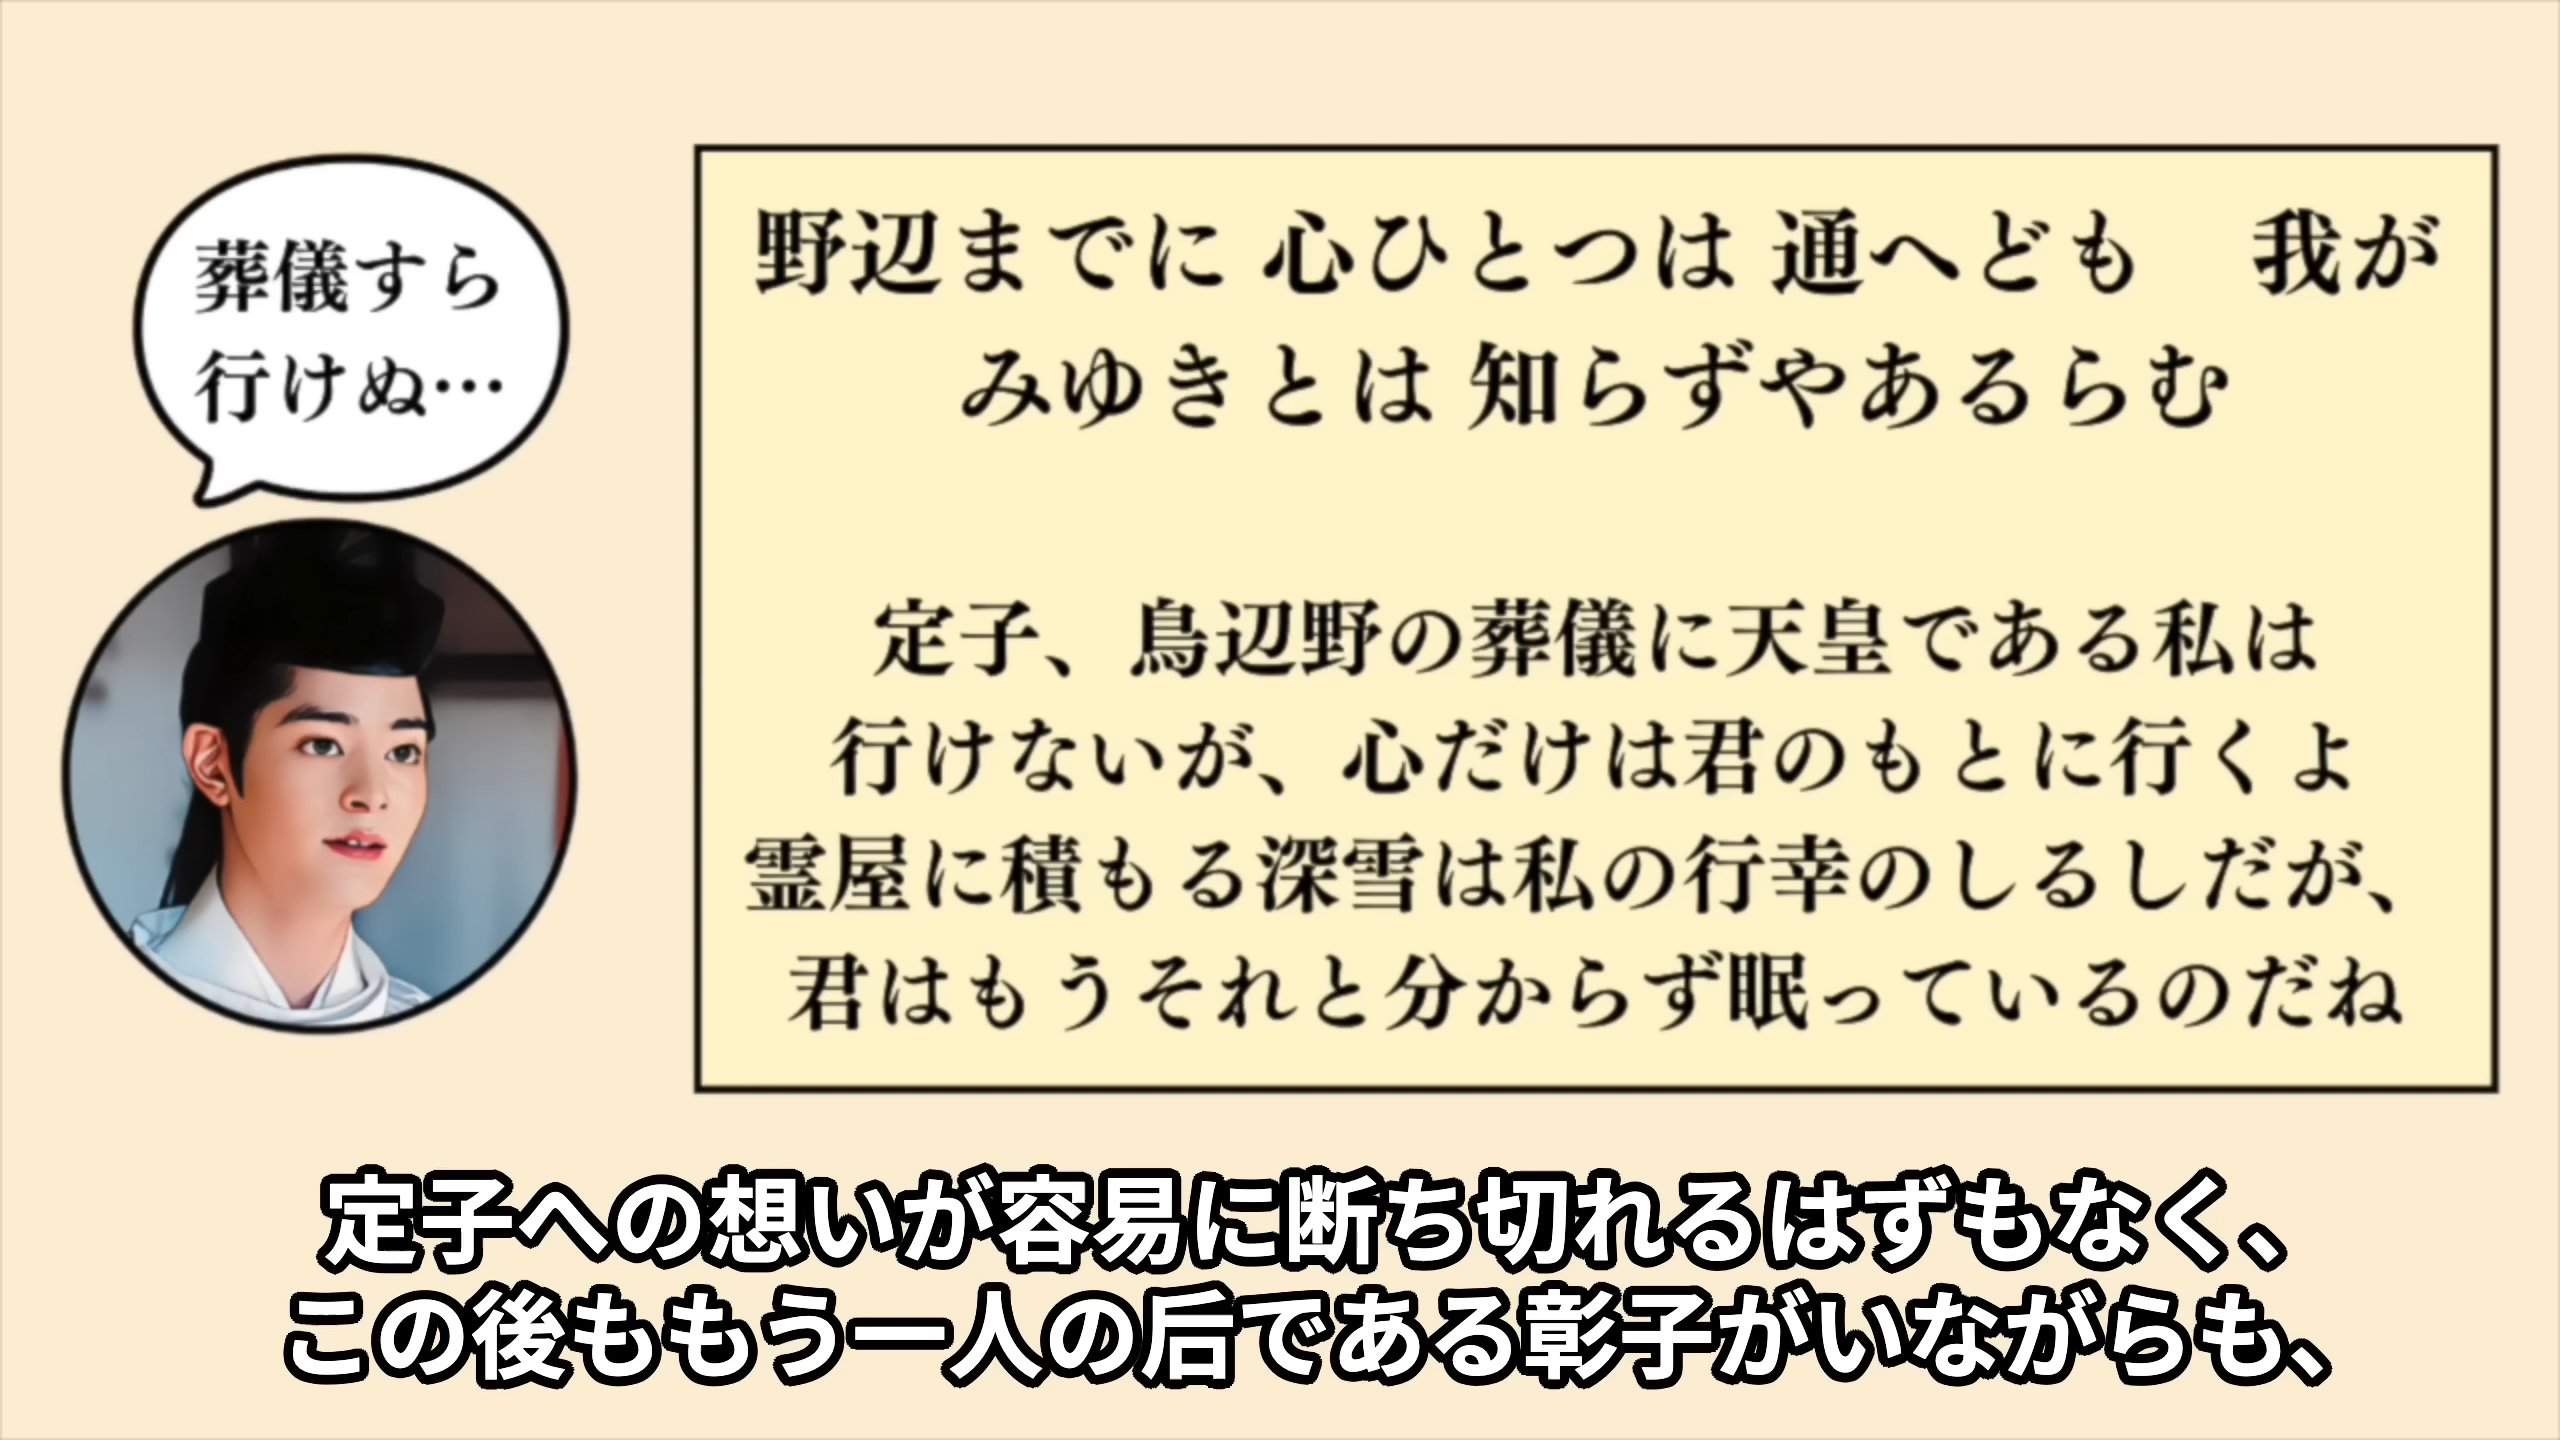 葬儀すら
行けぬ…
野辺までに 心ひとつは 通へども　我が
みゆきとは 知らずやあるらむ
定子、鳥辺野の葬儀に天皇である私は
行けないが、心だけは君のもとに行くよ
霊屋に積もる深雪は私の行幸のしるしだが、
君はもうそれと分からず眠っているのだね
定子への想いが容易に断ち切れるはずもなく、
この後ももう一人の后である彰子がいながらも、